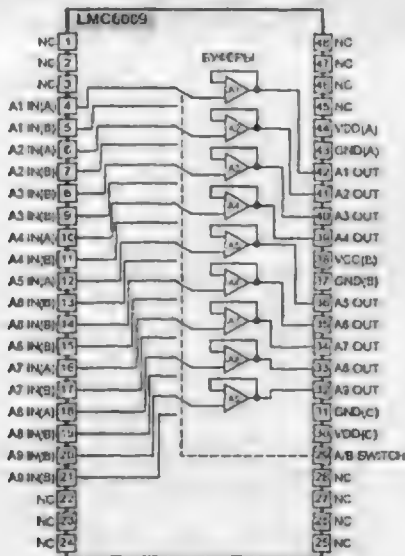 LMC6009
NC 1
NC 2
NC 3
A1 IN(A) 4
A1 IN(B) 5
A2 IN(A) 6
A2 IN(B) 7
A3 IN(B) 8
A3 IN(B) 9
A4 IN(A) 10
A4 IN(B) 11
A5 IN(A) 12
A6 IN(B) 13
A6 IN(B) 14
A6 IN(B) 15
A7 IN(A) 16
A7 IN(B) 17
A8 IN(A) 18
A8 IN(B) 19
A9 IN(B) 20
A9 IN(B) 21
NC 22
NC 23
NC 24
БУФЕРЫ
A1
A2
A3
A4
A5
48 NC
47 NC
46 NC
45 NC
44 VDD(A)
43 GND(A)
42 A1 OUT
41 A2 OUT
40 A3 OUT
39 A4 OUT
38 VCC(B)
37 GND(B)
36 A5 OUT
35 A6 OUT
34 A7 OUT
33 A8 OUT
32 A9 OUT
31 GND(C)
30 VDD(C)
29 A/B SWITCH
28 NC
27 NC
26 NC
25 NC